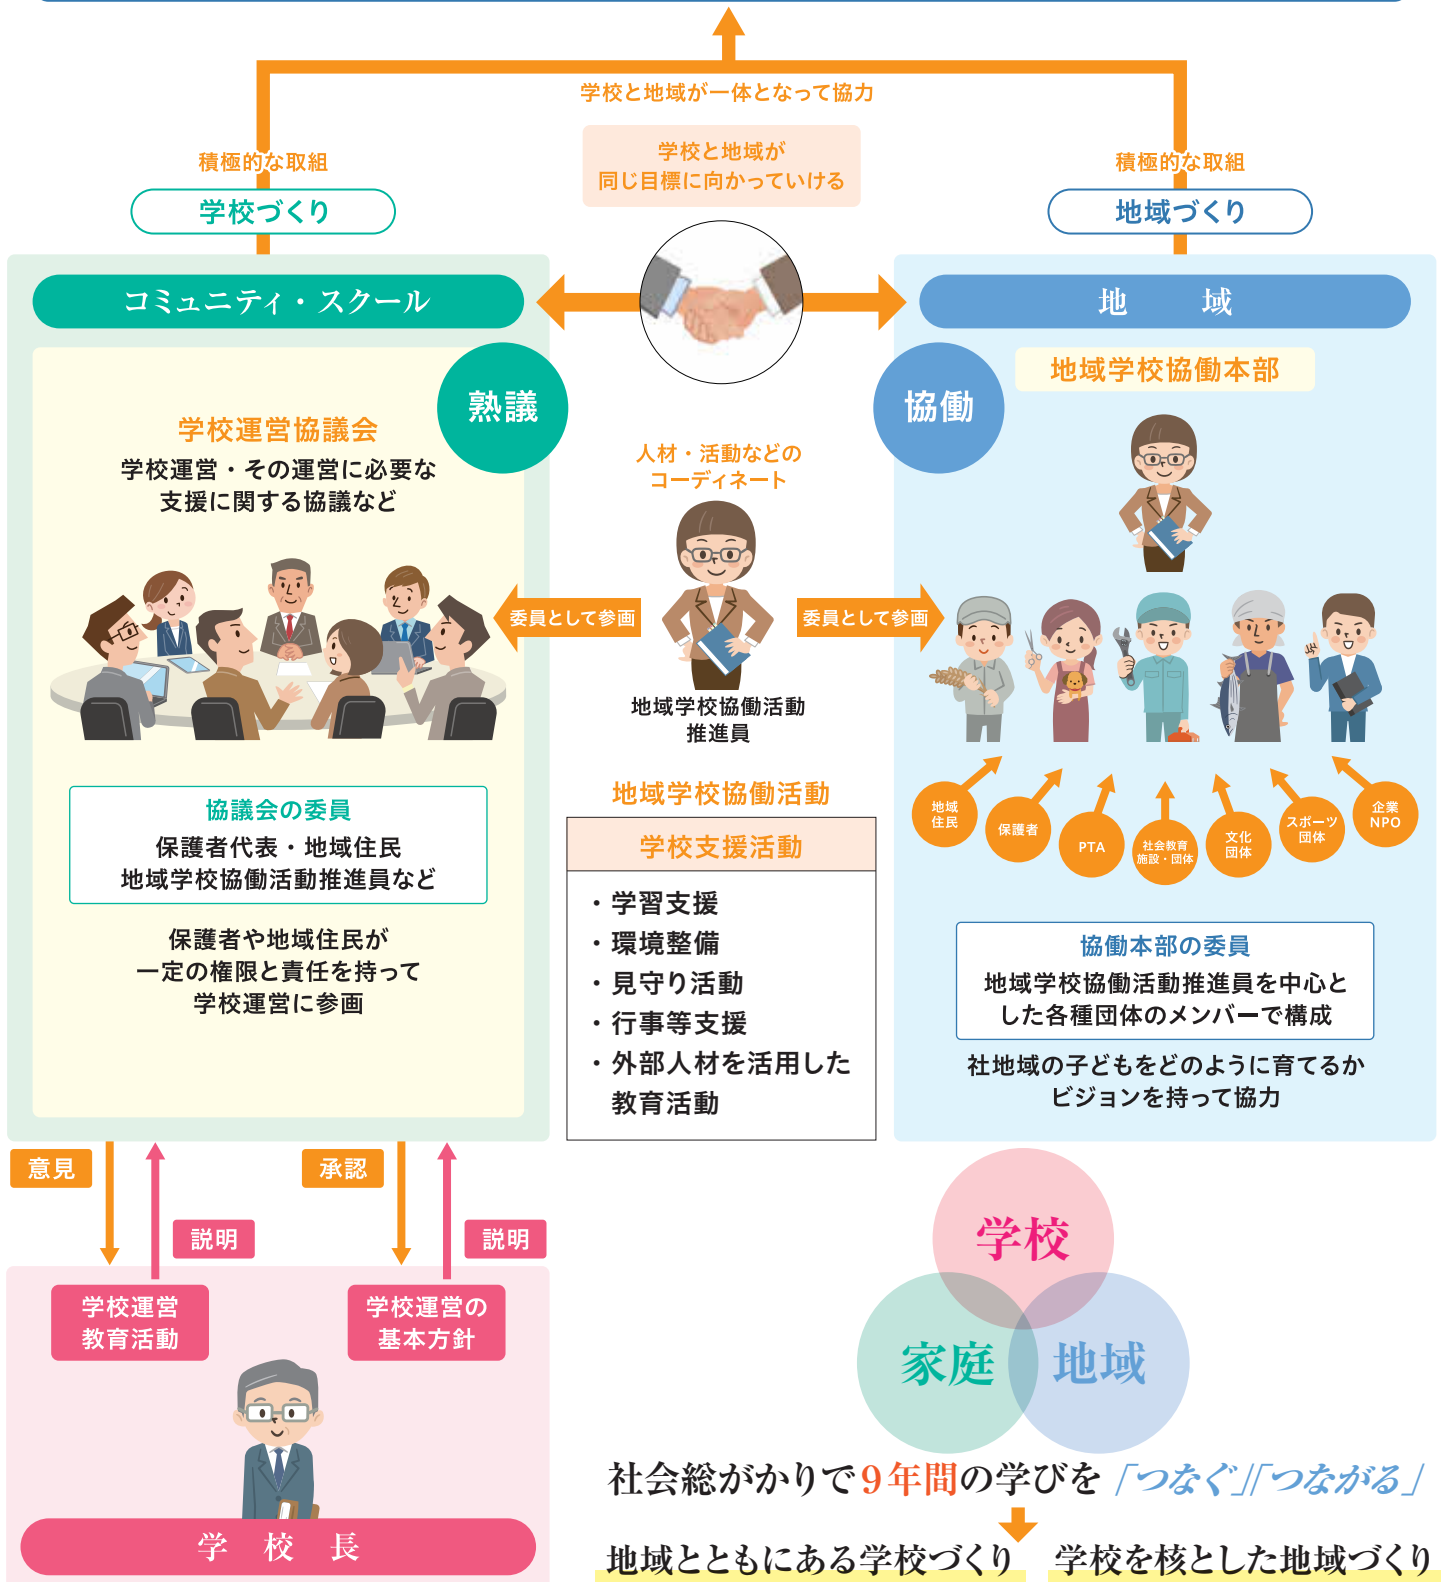 学校と地域が一体となって協力
学校と地域が
同じ目標に向かっていける
積極的な取組
学校づくり
積極的な取組
地域づくり
コミュニティ・スクール
熟議
学校運営協議会
学校運営・その運営に必要な
支援に関する協議など
協議会の委員
保護者代表・地域住民
地域学校協働活動推進員など
保護者や地域住民が
一定の権限と責任を持って
学校運営に参画
人材・活動などの
コーディネート
委員として参画
委員として参画
地域学校協働活動
推進員
地域学校協働活動
学校支援活動
・学習支援
・環境整備
・見守り活動
・行事等支援
・外部人材を活用した
教育活動
地　域
協働
地域学校協働本部
地域
住民
保護者
PTA
社会教育
施設・団体
文化
団体
スポーツ
団体
企業
NPO
協働本部の委員
地域学校協働活動推進員を中心と
した各種団体のメンバーで構成
社地域の子どもをどのように育てるか
ビジョンを持って協力
意見
説明
承認
説明
学校運営
教育活動
学校運営の
基本方針
学　校　長
学校
家庭
地域
社会総がかりで9年間の学びを「つなぐ」「つながる」
地域とともにある学校づくり
学校を核とした地域づくり